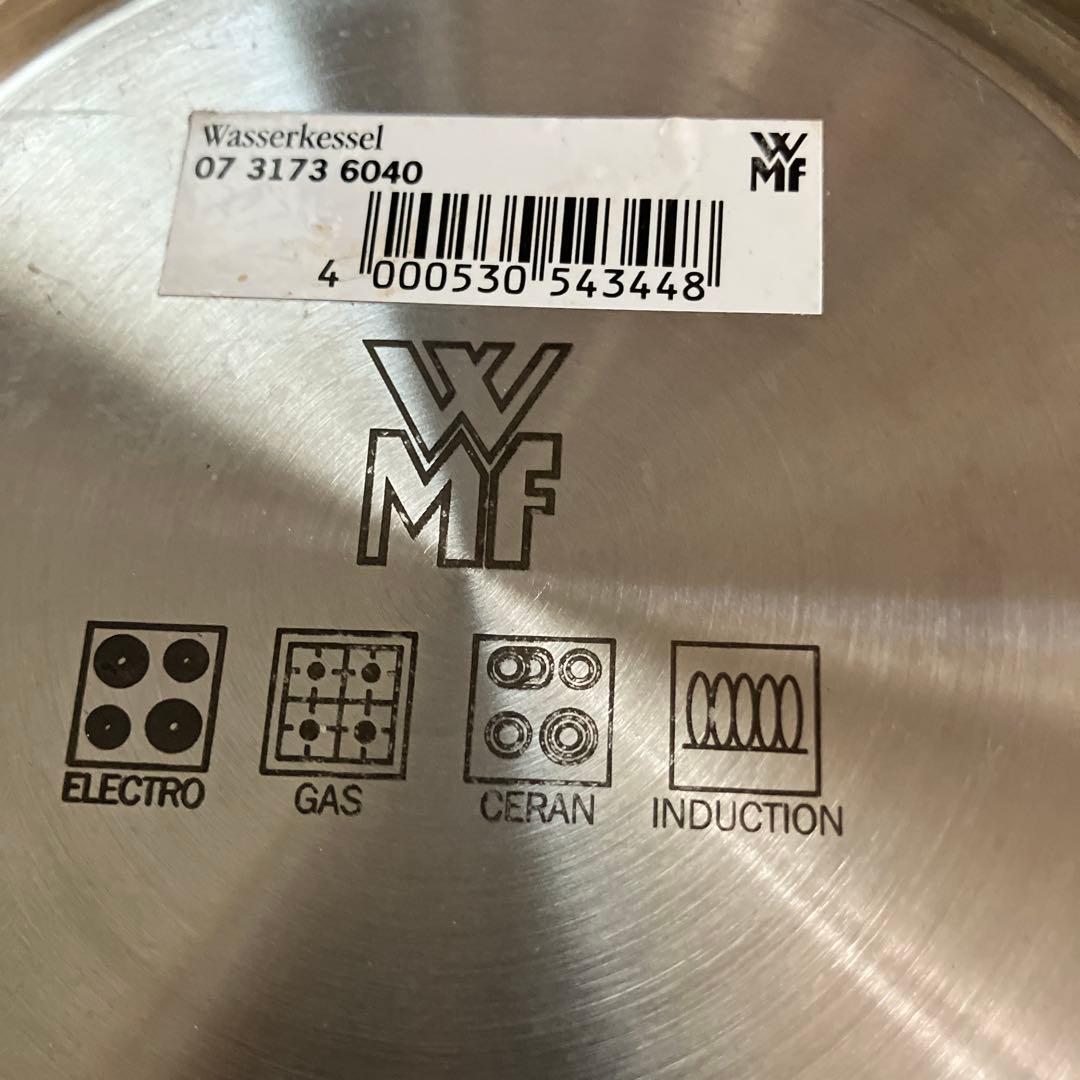 Wasserkessel
07 3173 6040
WMF
4 000530 543448
WMF
ELECTRO GAS CERAN INDUCTION